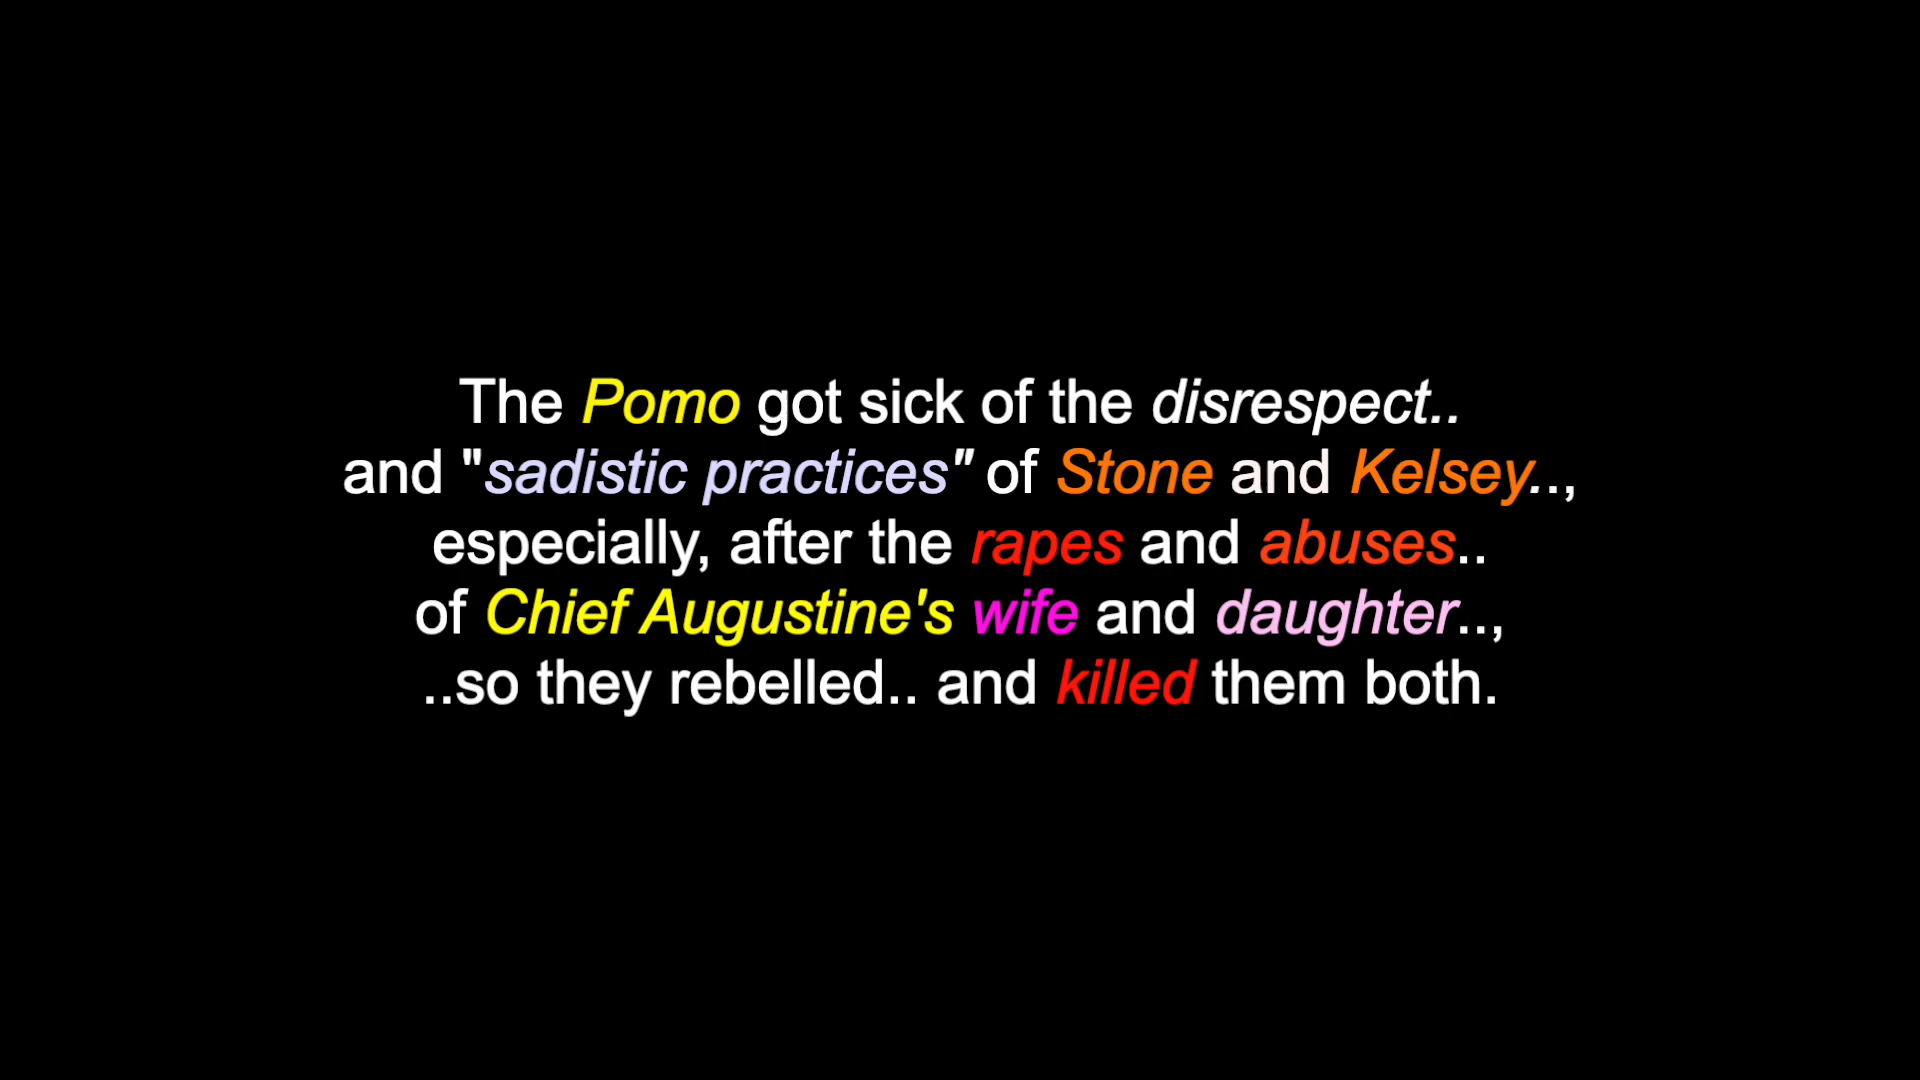 The Pomo got sick of the disrespect..
and "sadistic practices" of Stone and Kelsey..,
especially, after the rapes and abuses..
of Chief Augustine's wife and daughter..,
..so they rebelled.. and killed them both.